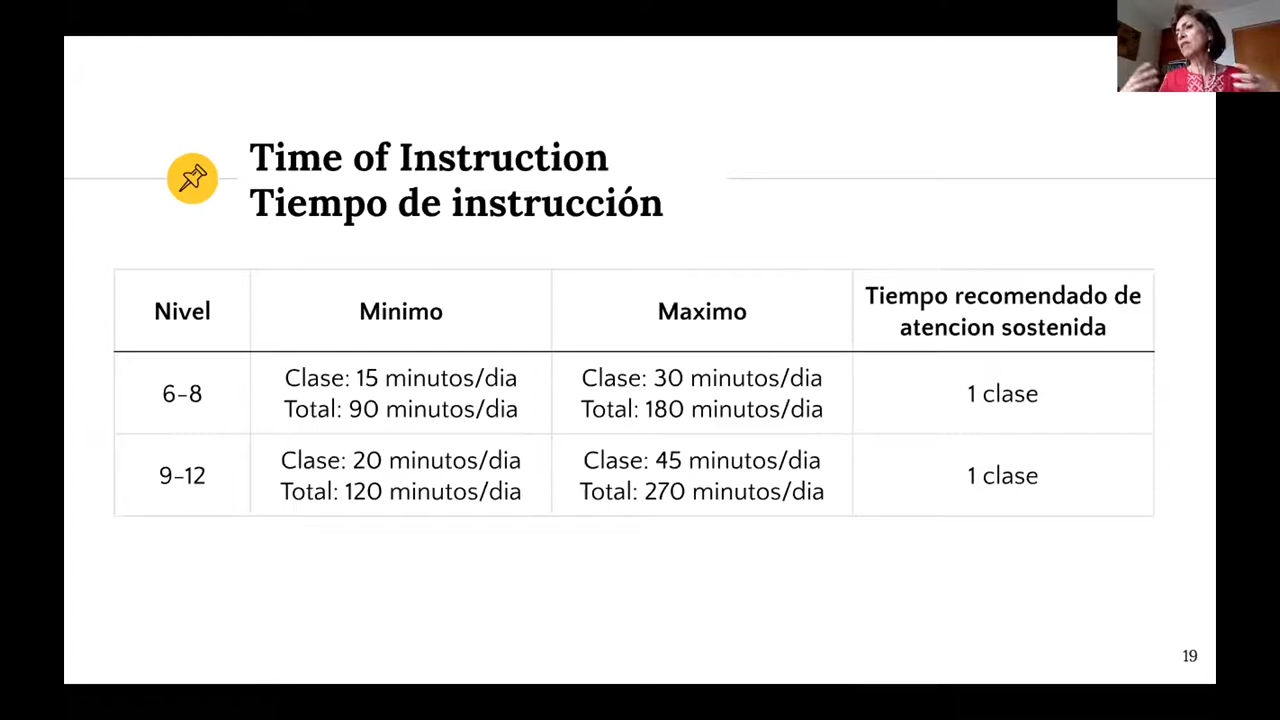 Time of Instruction
Tiempo de instrucción
Nivel
Minimo
Maximo
Tiempo recomendado de
atencion sostenida
6-8
Clase: 15 minutos/dia
Total: 90 minutos/dia
Clase: 30 minutos/dia
Total: 180 minutos/dia
1 clase
9-12
Clase: 20 minutos/dia
Total: 120 minutos/dia
Clase: 45 minutos/dia
Total: 270 minutos/dia
1 clase
19